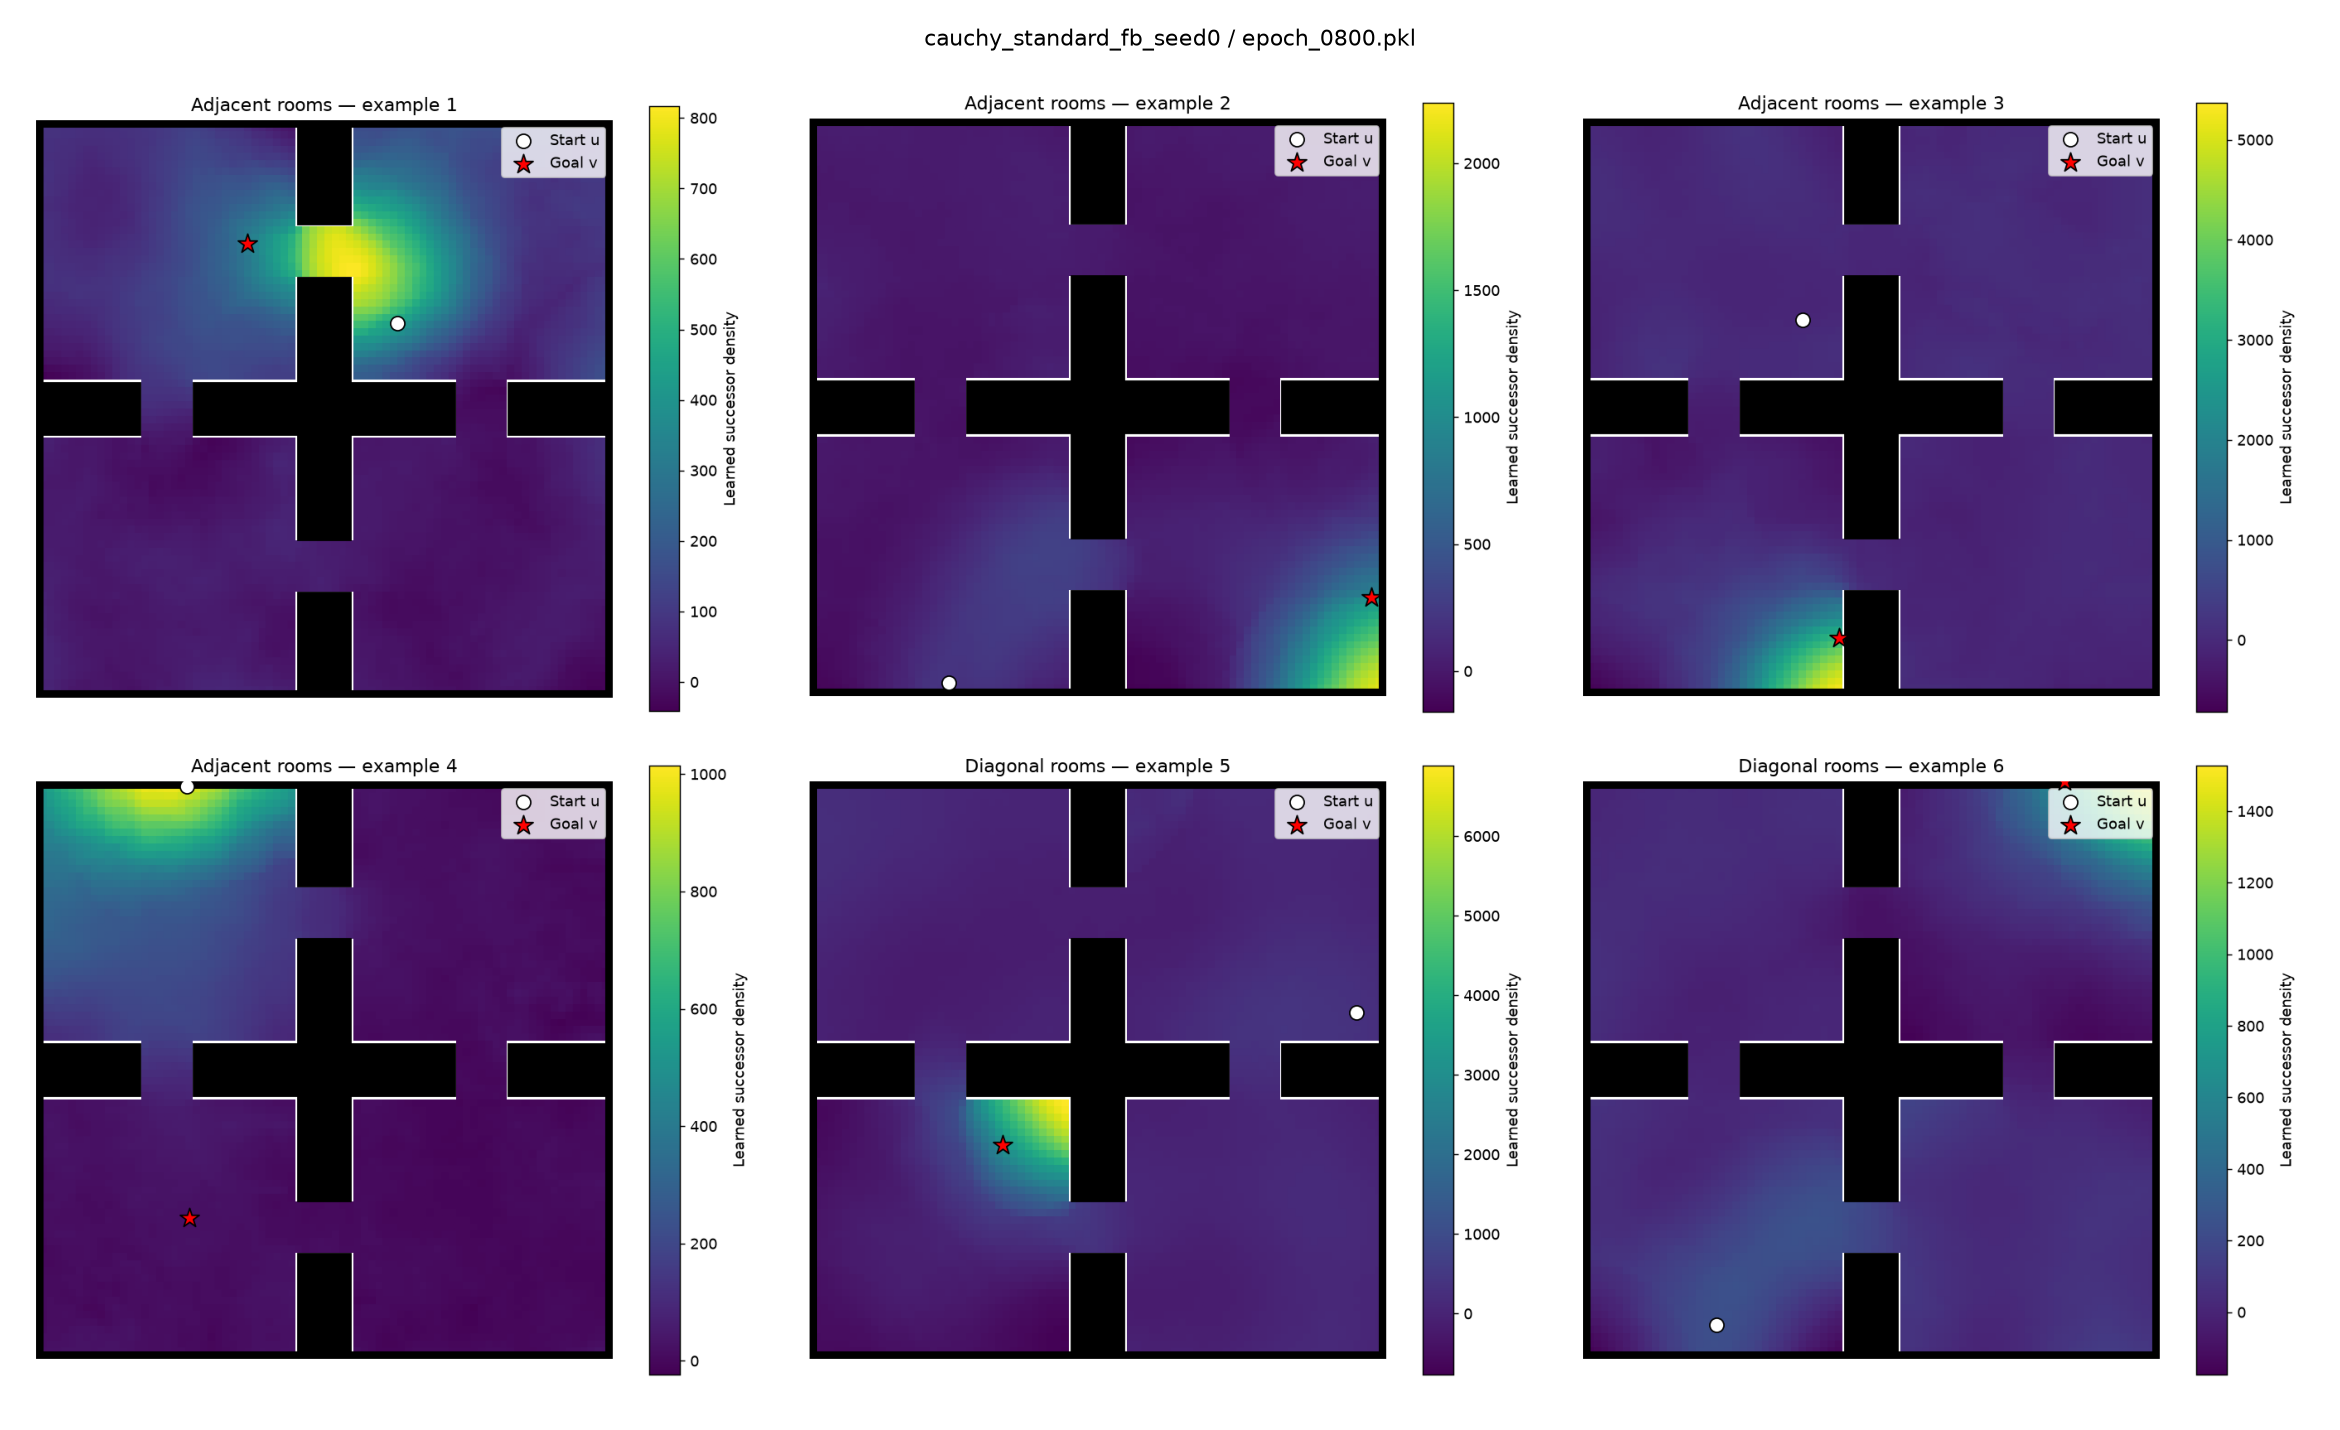 cauchy_standard_fb_seed0 / epoch_0800.pkl
Adjacent rooms — example 1
Start u
Goal v
800
700
600
500
400
300
200
100
0
Learned successor density
Adjacent rooms — example 2
Start u
Goal v
2000
1500
1000
500
0
Learned successor density
Adjacent rooms — example 3
Start u
Goal v
5000
4000
3000
2000
1000
0
Learned successor density
Adjacent rooms — example 4
Start u
Goal v
1000
800
600
400
200
0
Learned successor density
Diagonal rooms — example 5
Start u
Goal v
6000
5000
4000
3000
2000
1000
0
Learned successor density
Diagonal rooms — example 6
Start u
Goal v
1400
1200
1000
800
600
400
200
0
Learned successor density